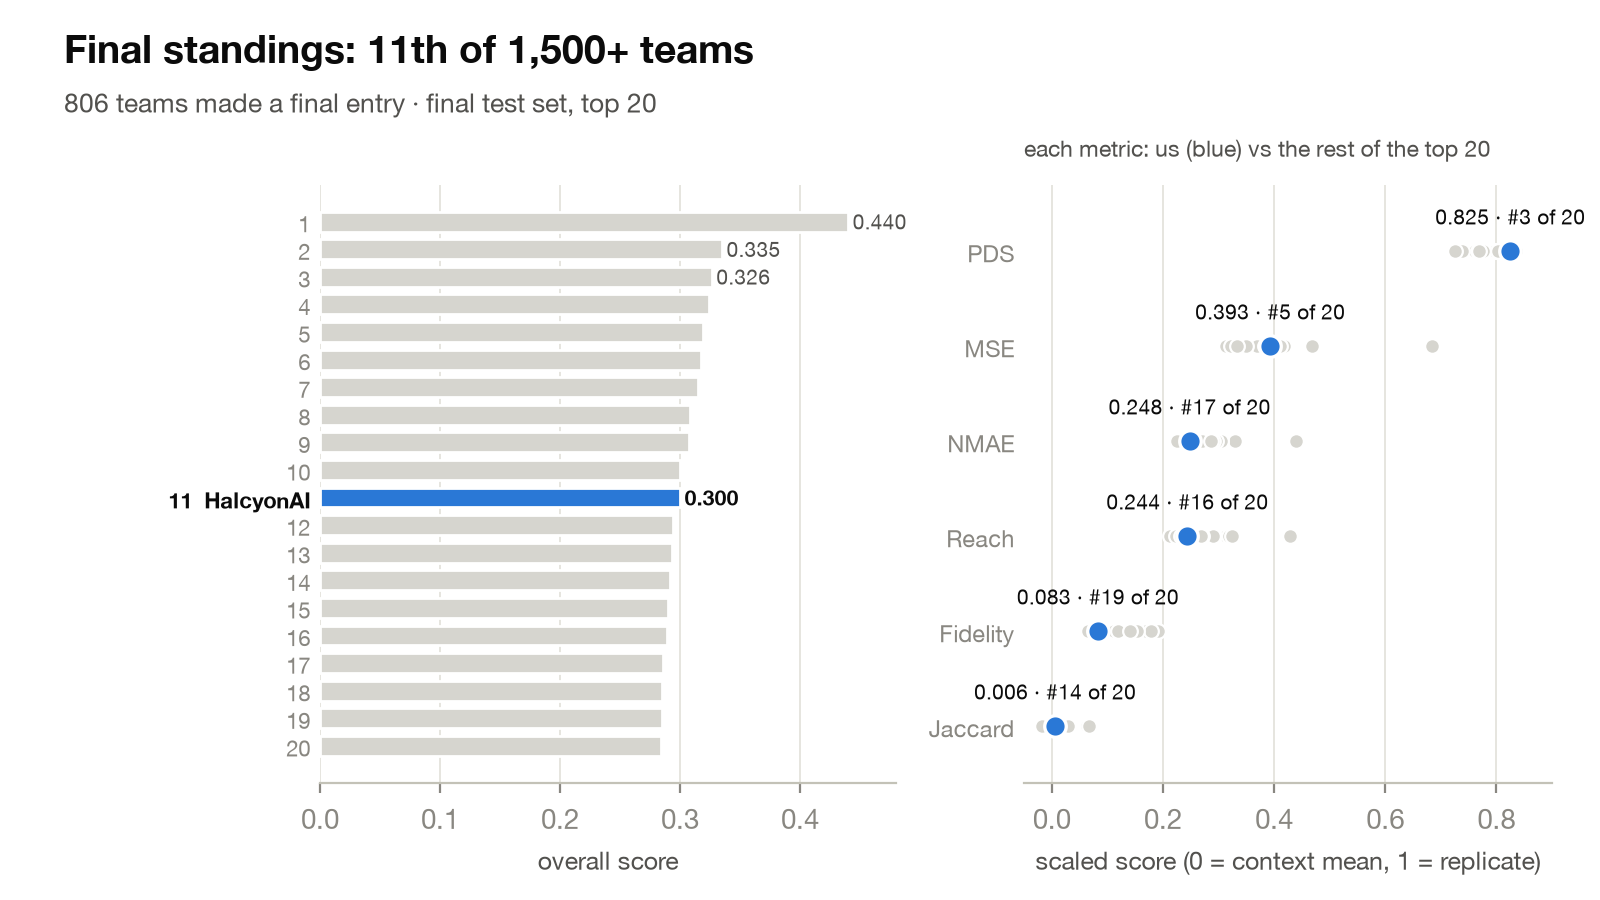 Final standings: 11th of 1,500+ teams
806 teams made a final entry · final test set, top 20
1 0.440
2 0.335
3 0.326
4
5
6
7
8
9
10
11 HalcyonAI 0.300
12
13
14
15
16
17
18
19
20
0.0 0.1 0.2 0.3 0.4
overall score
each metric: us (blue) vs the rest of the top 20
0.825 · #3 of 20
PDS
0.393 · #5 of 20
MSE
0.248 · #17 of 20
NMAE
0.244 · #16 of 20
Reach
0.083 · #19 of 20
Fidelity
0.006 · #14 of 20
Jaccard
0.0 0.2 0.4 0.6 0.8
scaled score (0 = context mean, 1 = replicate)